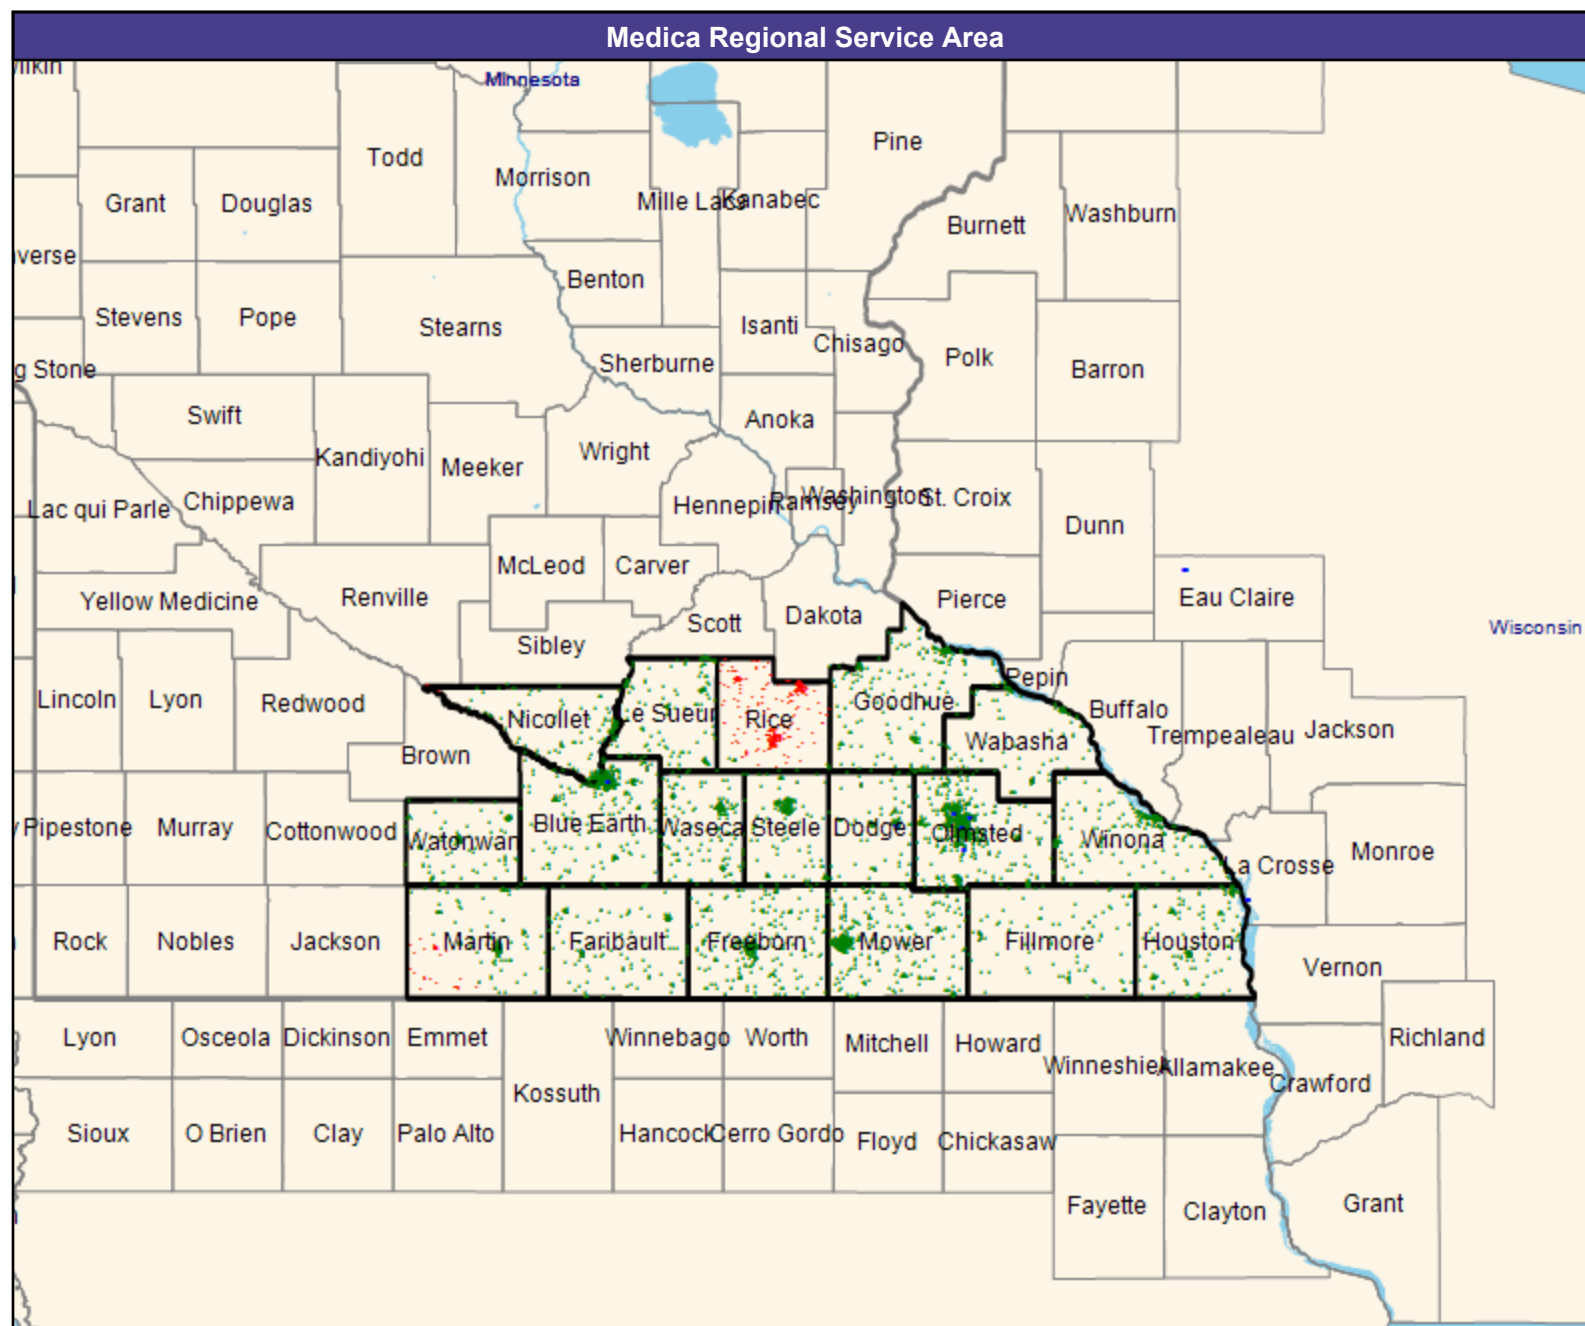 Medica Regional Service Area
Minnesota
Pine
Todd
Morrison
Mille Lacs
Kanabec
Grant
Douglas
Burnett
Washburn
Benton
Stevens
Pope
Stearns
Isanti
Chisago
Polk
Barron
Sherburne
g Stone
Swift
Anoka
Wright
Kandiyohi
Meeker
Lac qui Parle
Chippewa
Hennepin
Ramsey
Washington
St. Croix
Dunn
McLeod
Carver
Yellow Medicine
Renville
Dakota
Pierce
Eau Claire
Scott
Sibley
Wisconsin
Pepin
Lincoln
Lyon
Redwood
Nicollet
Le Sueur
Rice
Goodhue
Buffalo
Trempealeau
Jackson
Wabasha
Brown
Pipestone
Murray
Cottonwood
Watonwan
Blue Earth
Waseca
Steele
Dodge
Olmsted
Winona
La Crosse
Monroe
Rock
Nobles
Jackson
Martin
Faribault
Freeborn
Mower
Fillmore
Houston
Vernon
Lyon
Osceola
Dickinson
Emmet
Winnebago
Worth
Mitchell
Howard
Richland
Kossuth
Winneshiek
Allamakee
Crawford
Sioux
O Brien
Clay
Palo Alto
Hancock
Cerro Gordo
Floyd
Chickasaw
Fayette
Clayton
Grant